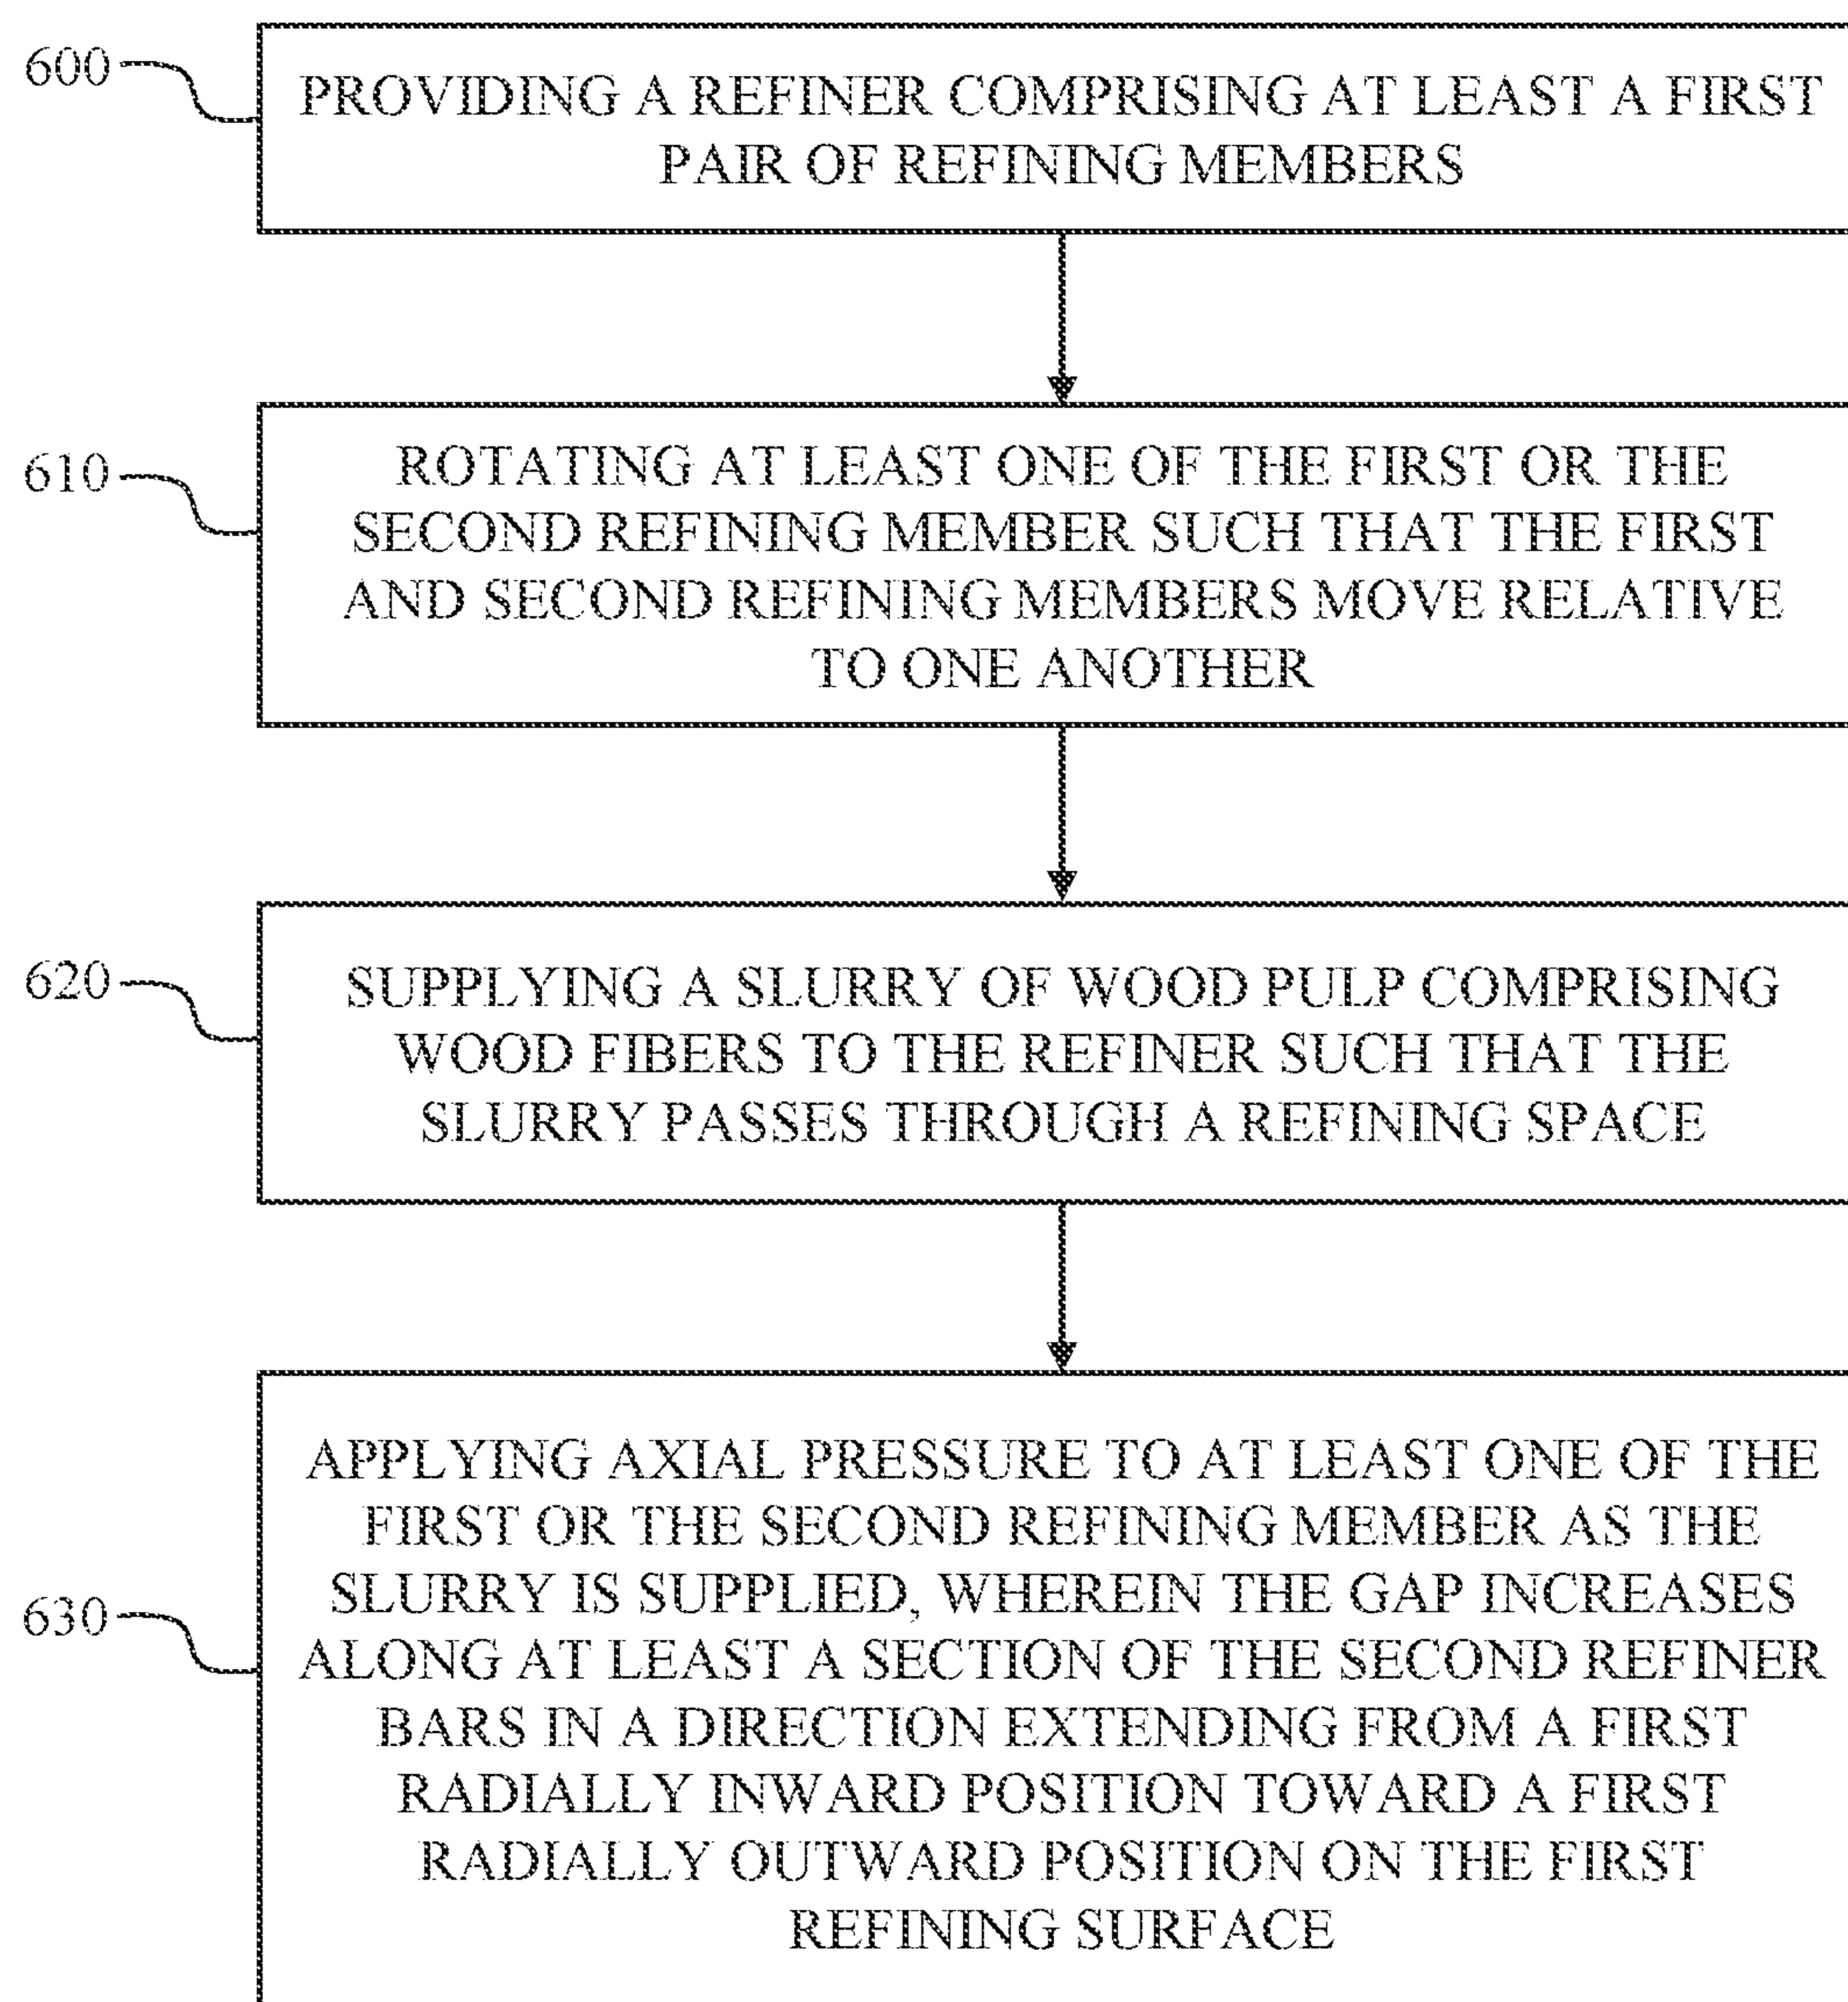 600
PROVIDING A REFINER COMPRISING AT LEAST A FIRST
PAIR OF REFINING MEMBERS
610
ROTATING AT LEAST ONE OF THE FIRST OR THE
SECOND REFINING MEMBER SUCH THAT THE FIRST
AND SECOND REFINING MEMBERS MOVE RELATIVE
TO ONE ANOTHER
620
SUPPLYING A SLURRY OF WOOD PULP COMPRISING
WOOD FIBERS TO THE REFINER SUCH THAT THE
SLURRY PASSES THROUGH A REFINING SPACE
630
APPLYING AXIAL PRESSURE TO AT LEAST ONE OF THE
FIRST OR THE SECOND REFINING MEMBER AS THE
SLURRY IS SUPPLIED, WHEREIN THE GAP INCREASES
ALONG AT LEAST A SECTION OF THE SECOND REFINER
BARS IN A DIRECTION EXTENDING FROM A FIRST
RADIALLY INWARD POSITION TOWARD A FIRST
RADIALLY OUTWARD POSITION ON THE FIRST
REFINING SURFACE